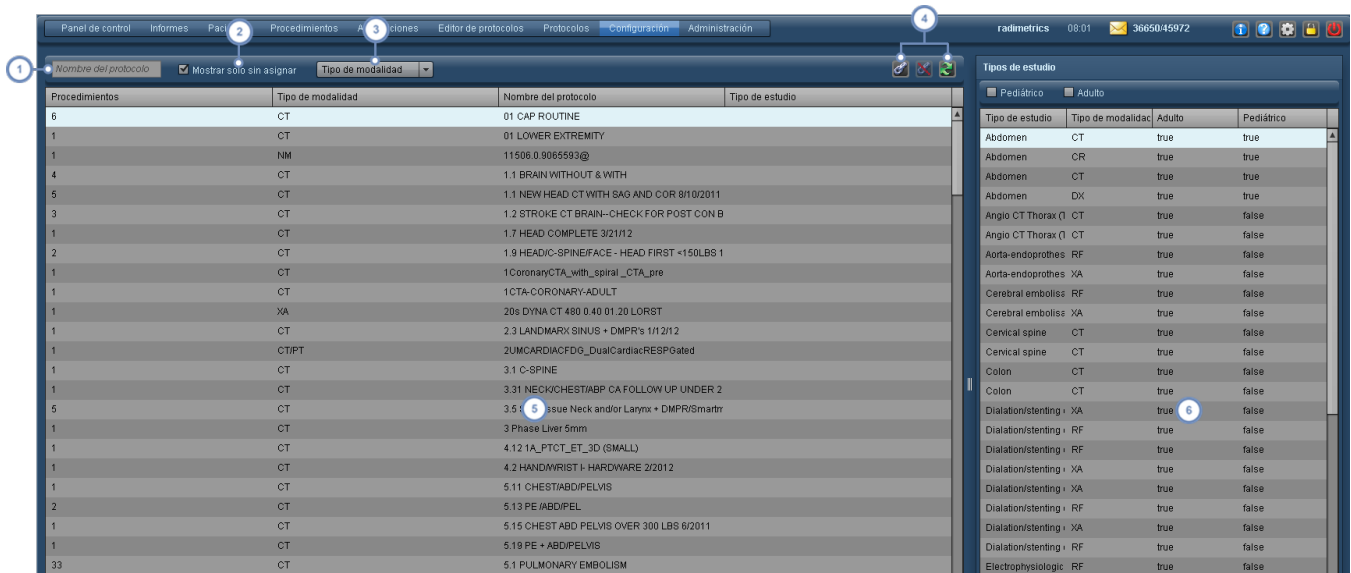 Panel de control Informes Procedimientos Editor de protocolos Protocolos Configuración Administración radimetrics 08:01 36650/45972
1 2 3 4 5 6
Nombre del protocolo Mostrar solo sin asignar Tipo de modalidad
Procedimientos Tipo de modalidad Nombre del protocolo Tipo de estudio
6 CT 01 CAP ROUTINE
1 CT 01 LOWER EXTREMITY
1 NM 11506.0.9065593@
4 CT 1.1 BRAIN WITHOUT & WITH
5 CT 1.1 NEW HEAD CT WITH SAG AND COR 8/10/2011
3 CT 1.2 STROKE CT BRAIN--CHECK FOR POST CON B
1 CT 1.7 HEAD COMPLETE 3/21/12
2 CT 1.9 HEAD/C-SPINE/FACE - HEAD FIRST <150LBS 1
1 CT 1CoronaryCTA_with_spiral _CTA_pre
1 CT 1CTA-CORONARY-ADULT
1 XA 20s DYNA CT 480 0.40 01.20 LORST
1 CT 2.3 LANDMARX SINUS + DMPR's 1/12/12
1 CT/PT 2UMCARDIACFDG_DualCardiacRESPGated
1 CT 3.1 C-SPINE
1 CT 3.31 NECK/CHEST/ABP CA FOLLOW UP UNDER 2
5 CT 3.5 ssue Neck and/or Larynx + DMPR/Smartm
1 CT 3 Phase Liver 5mm
1 CT 4.12 1A_PTCT_ET_3D (SMALL)
1 CT 4.2 HAND/WRIST I- HARDWARE 2/2012
1 CT 5.11 CHEST/ABD/PELVIS
2 CT 5.13 PE /ABD/PEL
1 CT 5.15 CHEST ABD PELVIS OVER 300 LBS 6/2011
1 CT 5.19 PE + ABD/PELVIS
33 CT 5.1 PULMONARY EMBOLISM
Tipos de estudio
Pediátrico Adulto
Tipo de estudio Tipo de modalidad Adulto Pediátrico
Abdomen CT true true
Abdomen CR true true
Abdomen CT true true
Abdomen DX true true
Angio CT Thorax (T CT true false
Angio CT Thorax (T CT true false
Aorta-endoprothes RF true false
Aorta-endoprothes XA true false
Cerebral embolisa RF true false
Cerebral embolisa XA true false
Cervical spine CT true false
Cervical spine CT true false
Colon CT true false
Colon CT true false
Dialation/stenting XA true false
Dialation/stenting RF true false
Dialation/stenting RF true false
Dialation/stenting XA true false
Dialation/stenting XA true false
Dialation/stenting RF true false
Dialation/stenting XA true false
Dialation/stenting RF true false
Electrophysiologic RF true false